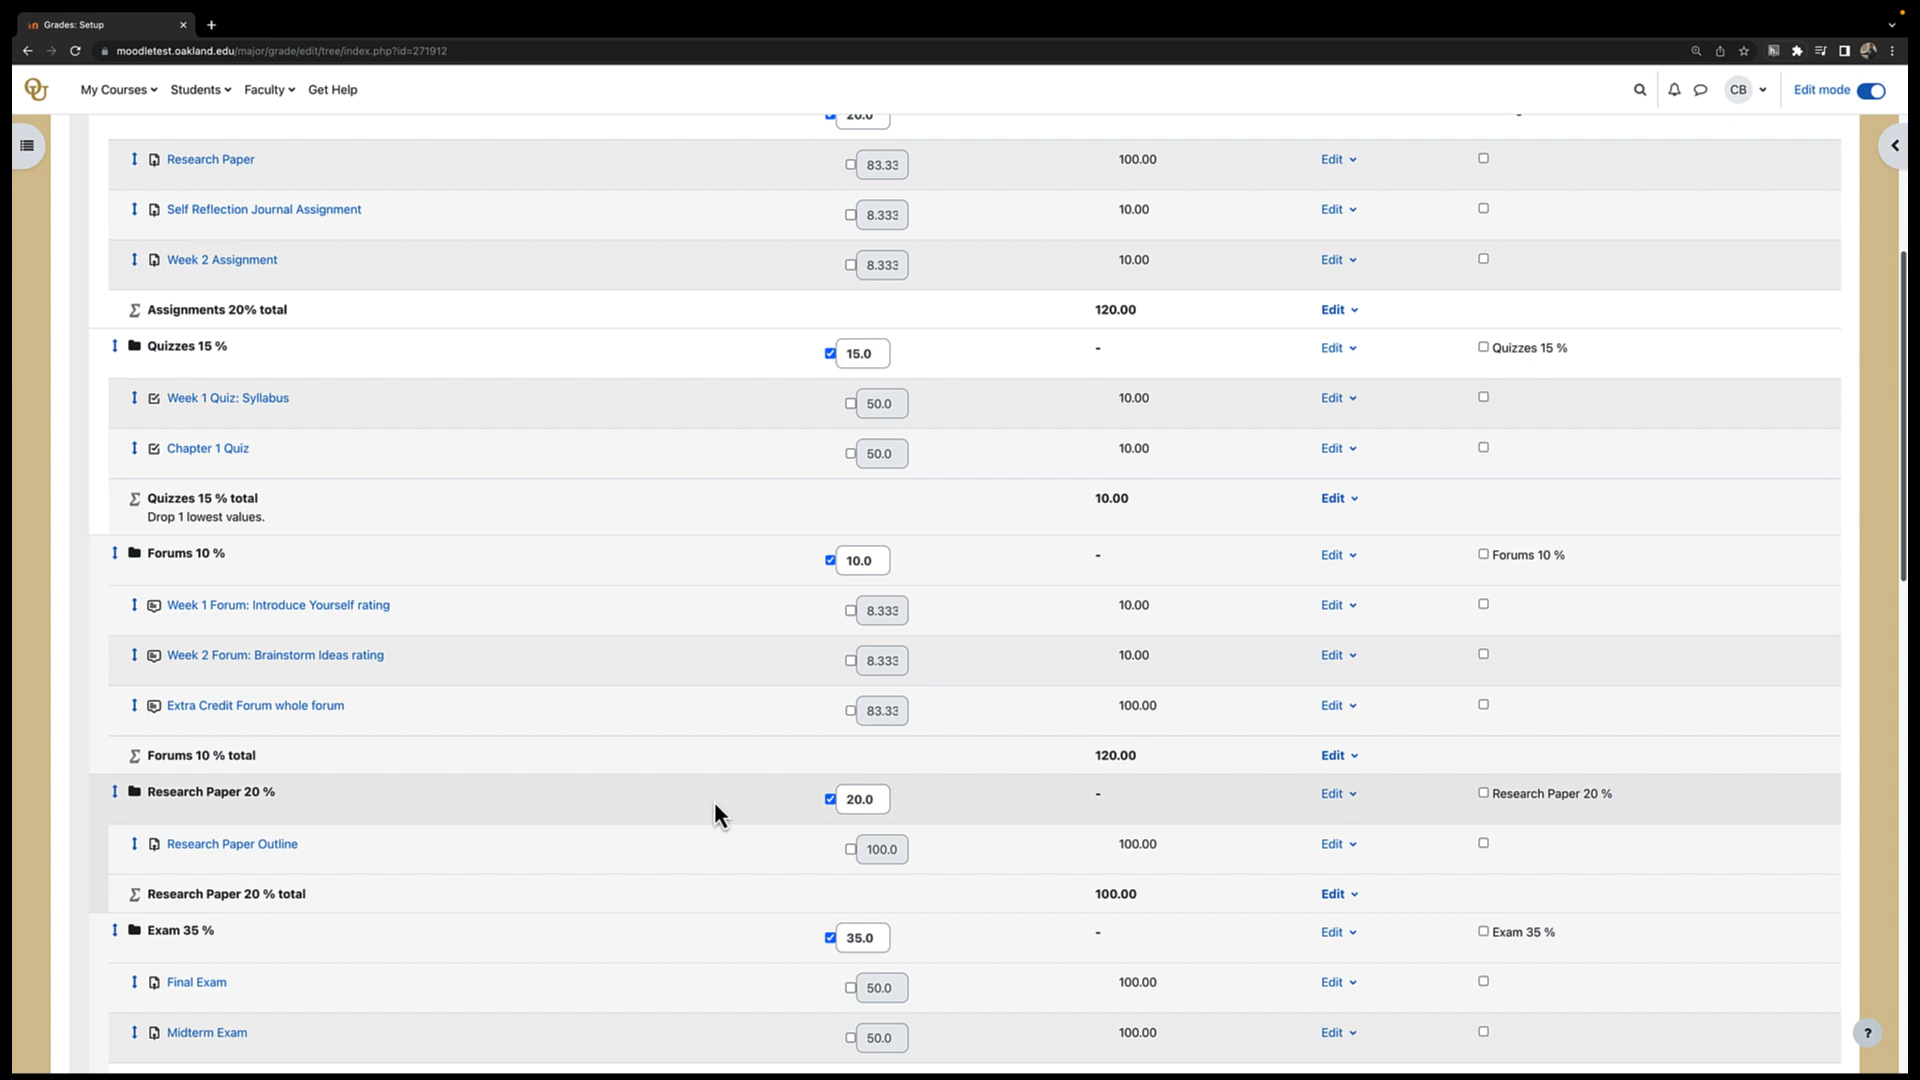 Grades: Setup
moodletest.oakland.edu/major/grade/edit/tree/index.php?id=271912
OU My Courses Students Faculty Get Help CB Edit mode
20.0 -
Research Paper 83.33 100.00 Edit
Self Reflection Journal Assignment 8.333 10.00 Edit
Week 2 Assignment 8.333 10.00 Edit
Σ Assignments 20% total 120.00 Edit
Quizzes 15 % 15.0 - Edit Quizzes 15 %
Week 1 Quiz: Syllabus 50.0 10.00 Edit
Chapter 1 Quiz 50.0 10.00 Edit
Σ Quizzes 15 % total 10.00 Edit
Drop 1 lowest values.
Forums 10 % 10.0 - Edit Forums 10 %
Week 1 Forum: Introduce Yourself rating 8.333 10.00 Edit
Week 2 Forum: Brainstorm Ideas rating 8.333 10.00 Edit
Extra Credit Forum whole forum 83.33 100.00 Edit
Σ Forums 10 % total 120.00 Edit
Research Paper 20 % 20.0 - Edit Research Paper 20 %
Research Paper Outline 100.0 100.00 Edit
Σ Research Paper 20 % total 100.00 Edit
Exam 35 % 35.0 - Edit Exam 35 %
Final Exam 50.0 100.00 Edit
Midterm Exam 50.0 100.00 Edit
?